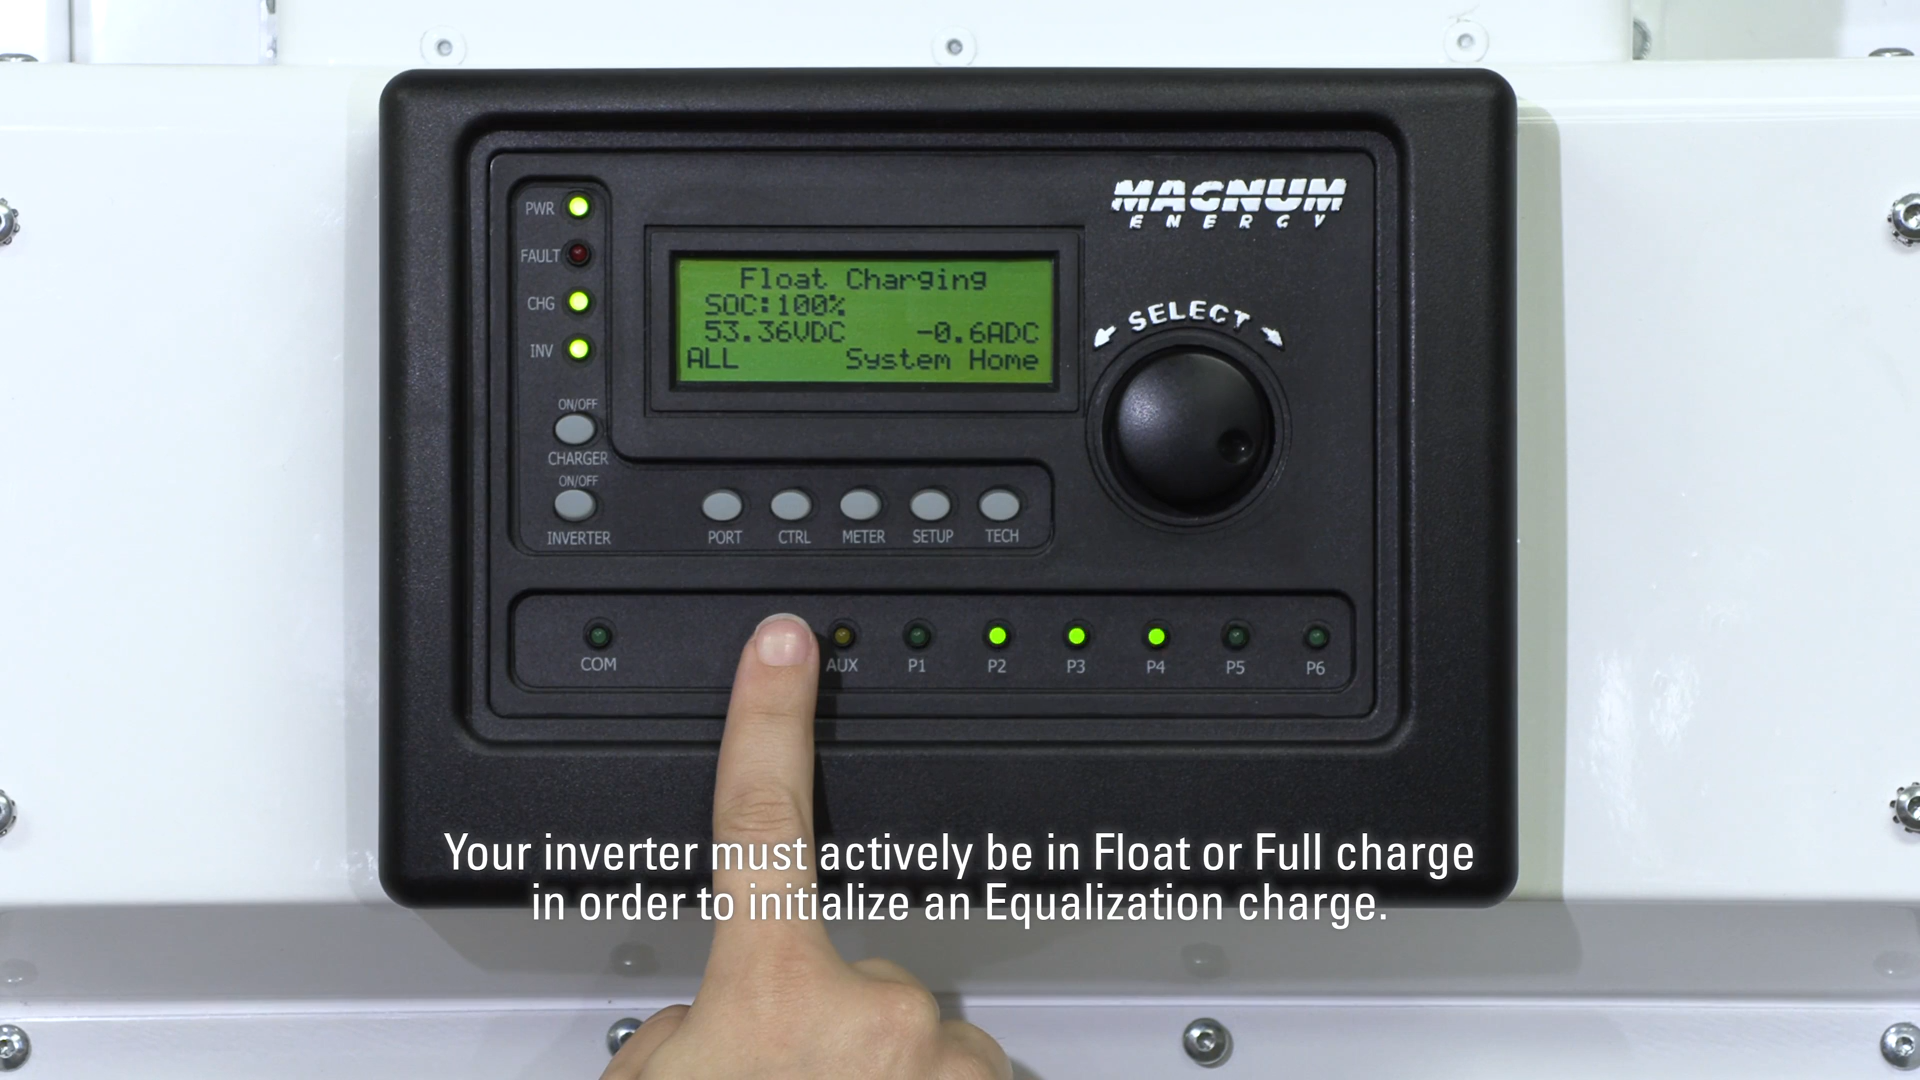 MAGNUM
ENERGY
PWR
FAULT
CHG
INV
Float Charging
SOC:100%
53.36VDC -0.6ADC
ALL System Home
SELECT
ON/OFF
CHARGER
ON/OFF
INVERTER
PORT CTRL METER SETUP TECH
COM AUX P1 P2 P3 P4 P5 P6
Your inverter must actively be in Float or Full charge
in order to initialize an Equalization charge.